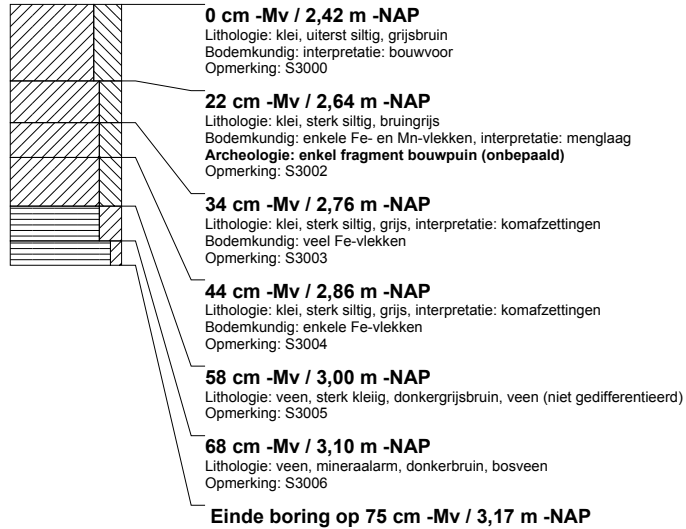 0 cm -Mv / 2,42 m -NAP
Lithologie: klei, uiterst siltig, grijsbruin
Bodemkundig: interpretatie: bouwvoor
Opmerking: S3000
22 cm -Mv / 2,64 m -NAP
Lithologie: klei, sterk siltig, bruingrijs
Bodemkundig: enkele Fe- en Mn-vlekken, interpretatie: menglaag
Archeologie: enkel fragment bouwpuin (onbepaald)
Opmerking: S3002
34 cm -Mv / 2,76 m -NAP
Lithologie: klei, sterk siltig, grijs, interpretatie: komafzettingen
Bodemkundig: veel Fe-vlekken
Opmerking: S3003
44 cm -Mv / 2,86 m -NAP
Lithologie: klei, sterk siltig, grijs, interpretatie: komafzettingen
Bodemkundig: enkele Fe-vlekken
Opmerking: S3004
58 cm -Mv / 3,00 m -NAP
Lithologie: veen, sterk kleiig, donkergrijsbruin, veen (niet gedifferentieerd)
Opmerking: S3005
68 cm -Mv / 3,10 m -NAP
Lithologie: veen, mineraalarm, donkerbruin, bosveen
Opmerking: S3006
Einde boring op 75 cm -Mv / 3,17 m -NAP